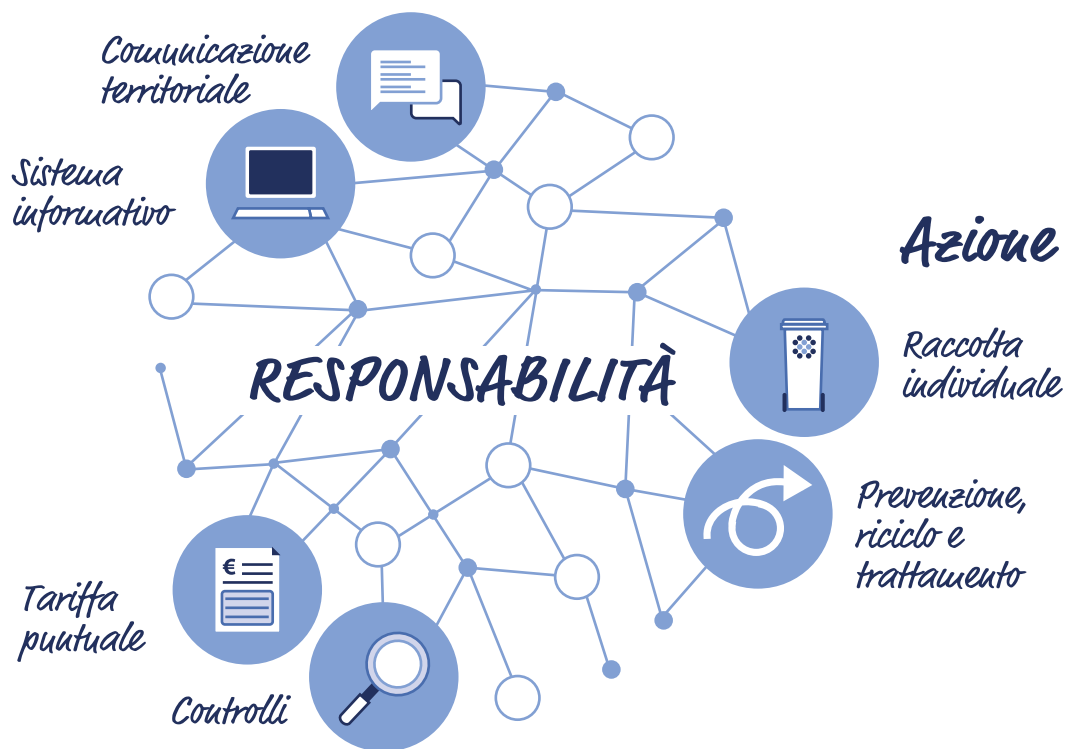 Comunicazione
territoriale
Sistema
informativo
Azione
RESPONSABILITÀ
Raccolta
individuale
Prevenzione,
riciclo e
trattamento
€
Tariffa
puntuale
Controlli